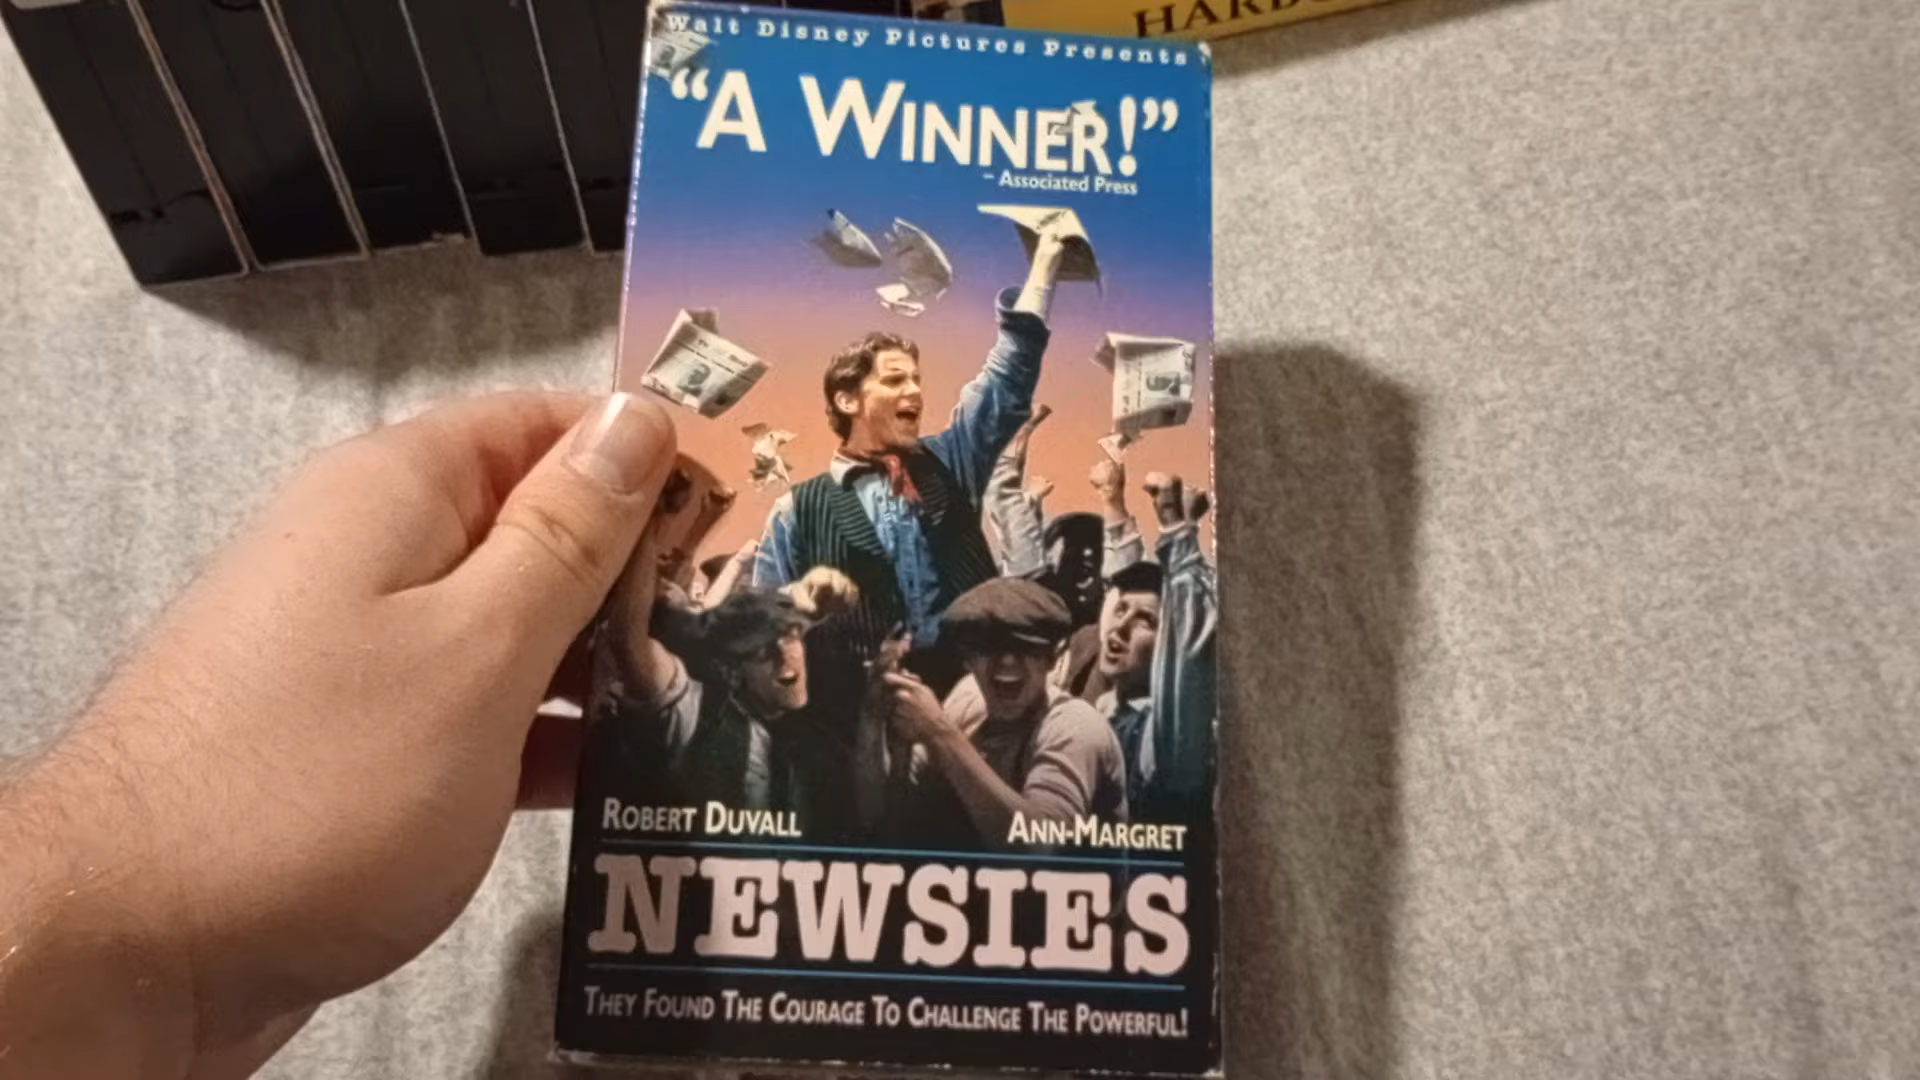 HARBO
Walt Disney Pictures Presents
“A WINNER!”
– Associated Press
ROBERT DUVALL
ANN-MARGRET
NEWSIES
THEY FOUND THE COURAGE TO CHALLENGE THE POWERFUL!